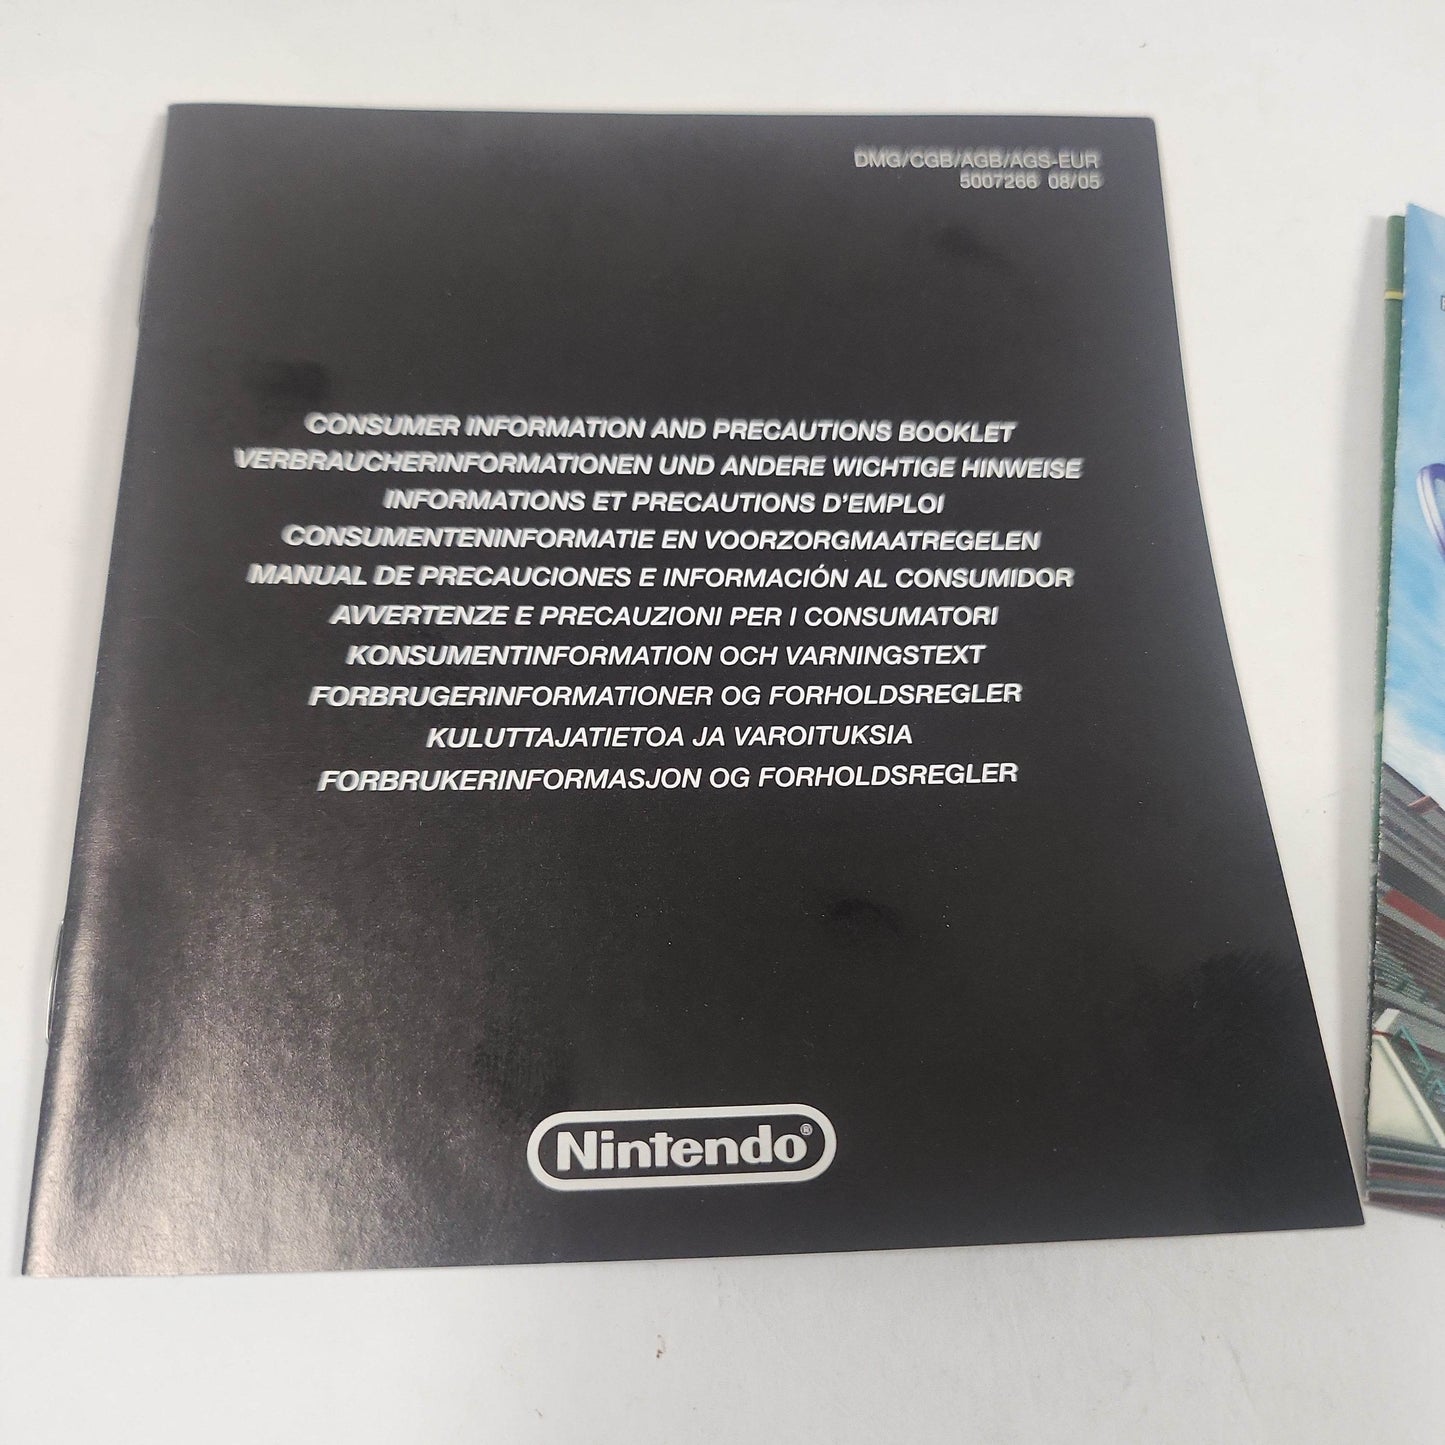 DMG/CGB/AGB/AGS-EUR
5007266 08/05
CONSUMER INFORMATION AND PRECAUTIONS BOOKLET
VERBRAUCHERINFORMATIONEN UND ANDERE WICHTIGE HINWEISE
INFORMATIONS ET PRECAUTIONS D'EMPLOI
CONSUMENTENINFORMATIE EN VOORZORGMAATREGELEN
MANUAL DE PRECAUCIONES E INFORMACIÓN AL CONSUMIDOR
AVVERTENZE E PRECAUZIONI PER I CONSUMATORI
KONSUMENTINFORMATION OCH VARNINGSTEXT
FORBRUGERINFORMATIONER OG FORHOLDSREGLER
KULUTTAJATIETOA JA VAROITUKSIA
FORBRUKERINFORMASJON OG FORHOLDSREGLER
Nintendo®